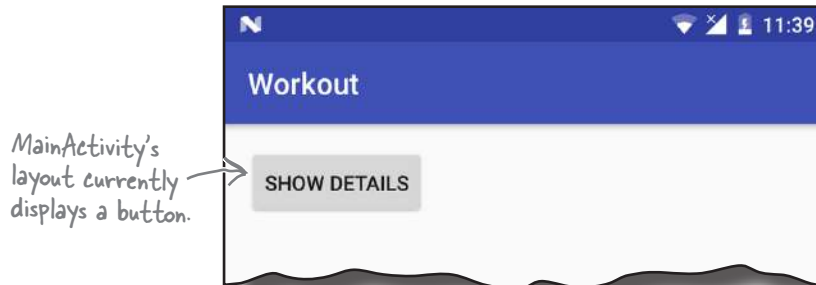 11:39
Workout
MainActivity's
layout currently
displays a button.
SHOW DETAILS